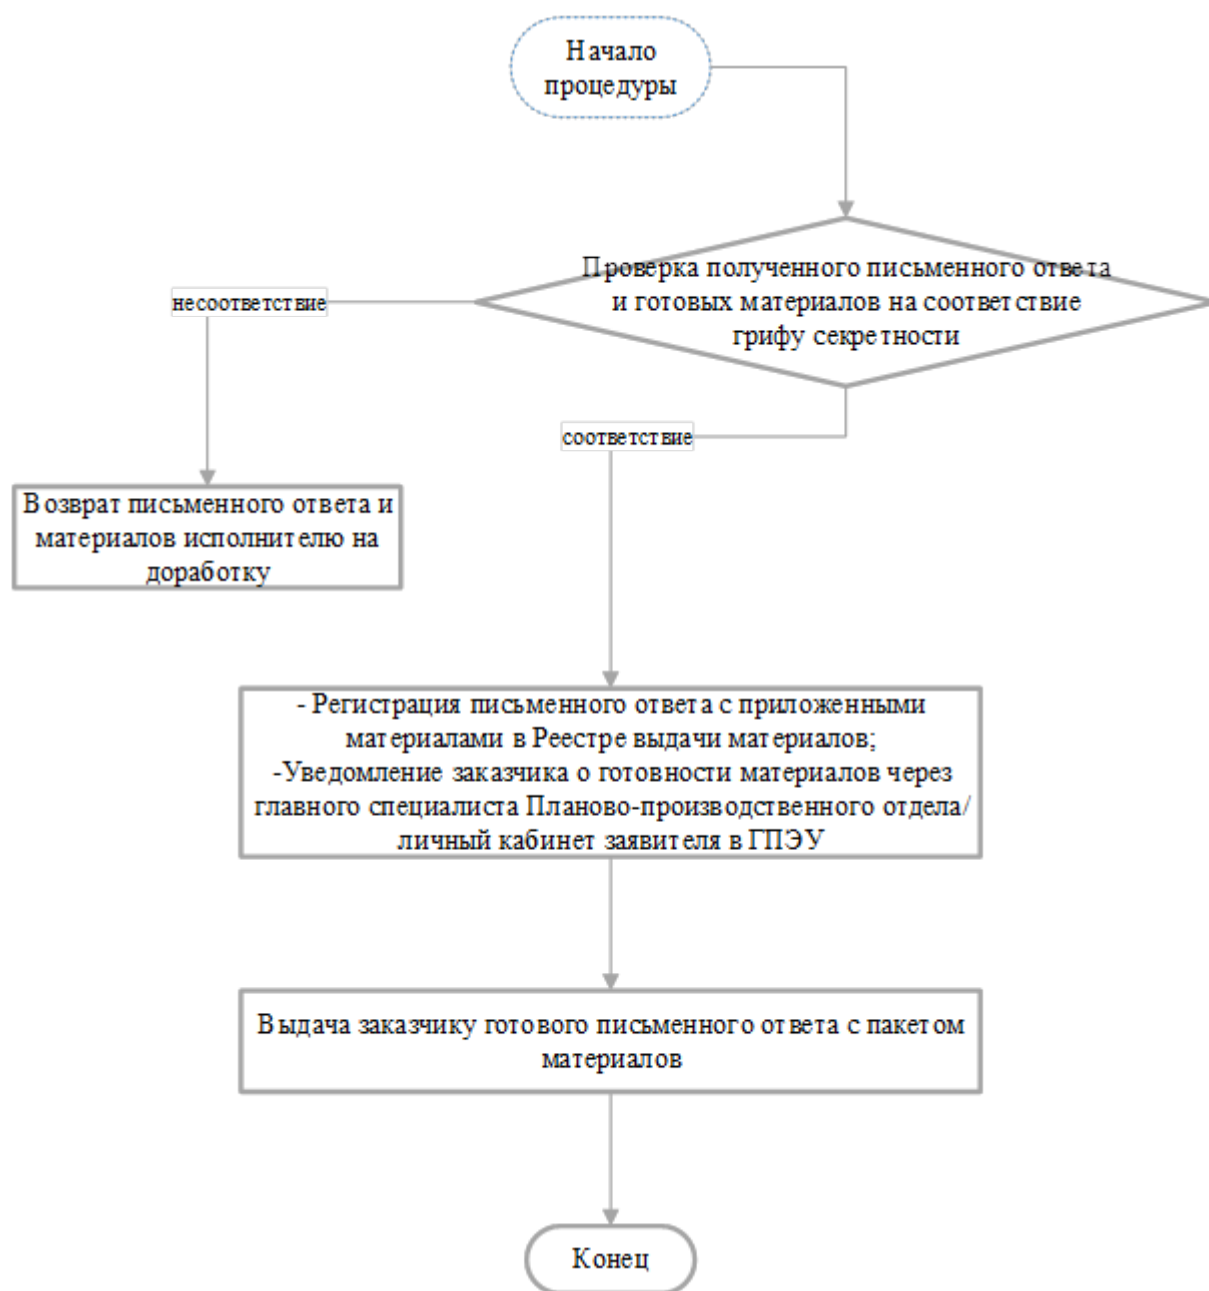 Начало
процедуры
Проверка полученного письменного ответа
и готовых материалов на соответствие
грифу секретности
несоответствие
соответствие
Возврат письменного ответа и
материалов исполнителю на
доработку
- Регистрация письменного ответа с приложенными
материалами в Реестре выдачи материалов;
-Уведомление заказчика о готовности материалов через
главного специалиста Планово-производственного отдела/
личный кабинет заявителя в ГПЭУ
Выдача заказчику готового письменного ответа с пакетом
материалов
Конец